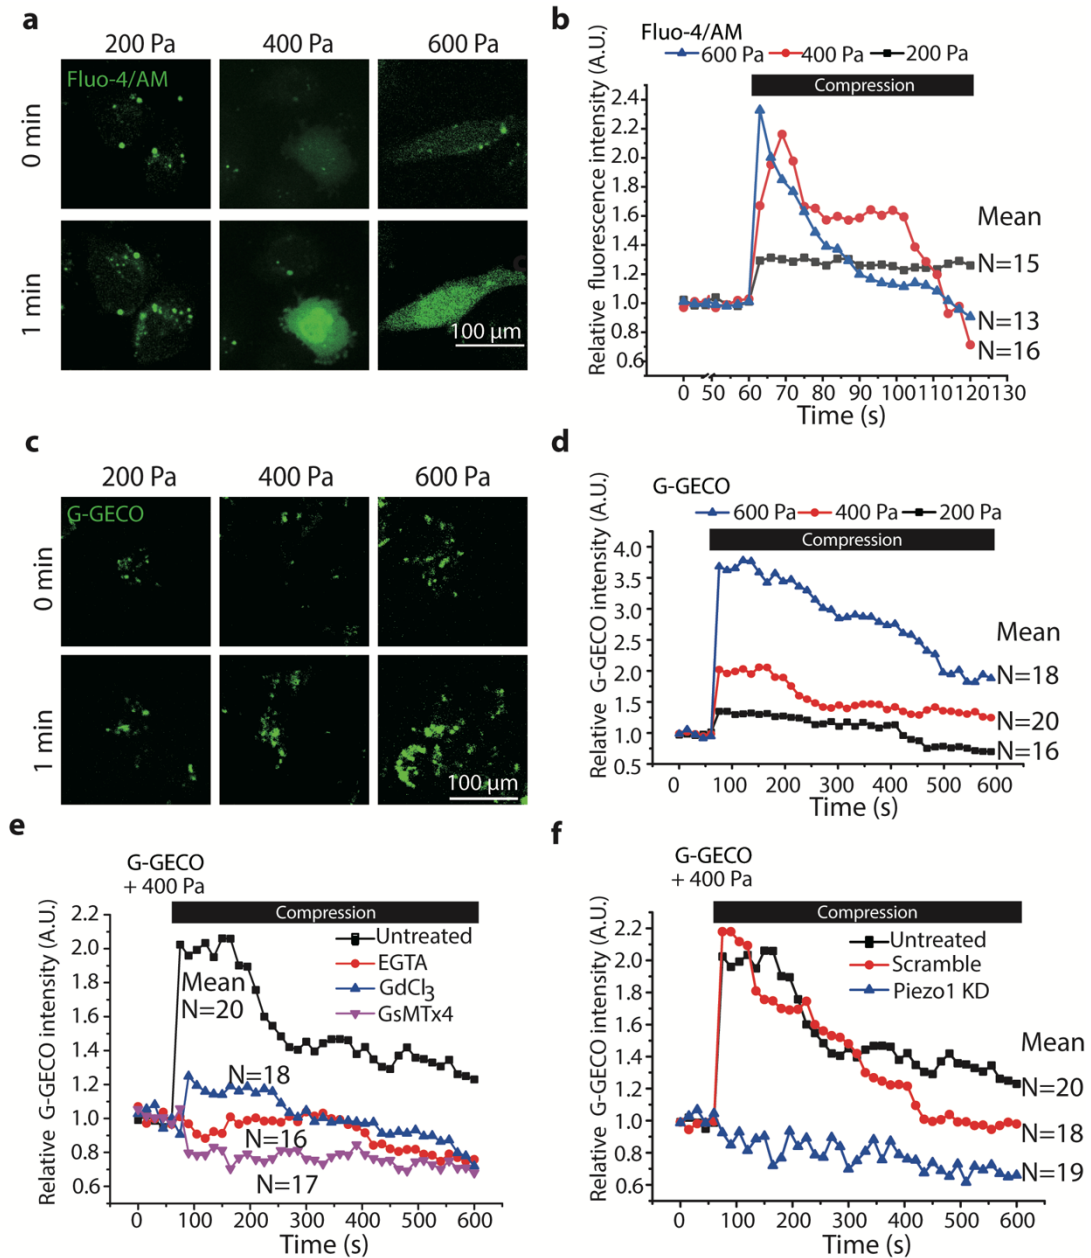 a
200 Pa 400 Pa 600 Pa
Fluo-4/AM
0 min
1 min
100 µm
b
Fluo-4/AM
600 Pa 400 Pa 200 Pa
Compression
Relative fluorescence intensity (A.U.)
2.4
2.2
2.0
1.8
1.6
1.4
1.2
1.0
0.8
0.6
Mean
N=15
N=13
N=16
0 50 60 70 80 90 100 110 120 130
Time (s)
c
200 Pa 400 Pa 600 Pa
G-GECO
0 min
1 min
100 µm
d
G-GECO
600 Pa 400 Pa 200 Pa
Compression
Relative G-GECO intensity (A.U.)
4.0
3.5
3.0
2.5
2.0
1.5
1.0
0.5
Mean
N=18
N=20
N=16
0 100 200 300 400 500 600
Time (s)
e
G-GECO
+ 400 Pa
Compression
Relative G-GECO intensity (A.U.)
2.2
2.0
1.8
1.6
1.4
1.2
1.0
0.8
0.6
Untreated
EGTA
GdCl₃
GsMTx4
Mean
N=20
N=18
N=16
N=17
0 100 200 300 400 500 600
Time (s)
f
G-GECO
+ 400 Pa
Compression
Relative G-GECO intensity (A.U.)
2.2
2.0
1.8
1.6
1.4
1.2
1.0
0.8
0.6
Untreated
Scramble
Piezo1 KD
Mean
N=20
N=18
N=19
0 100 200 300 400 500 600
Time (s)